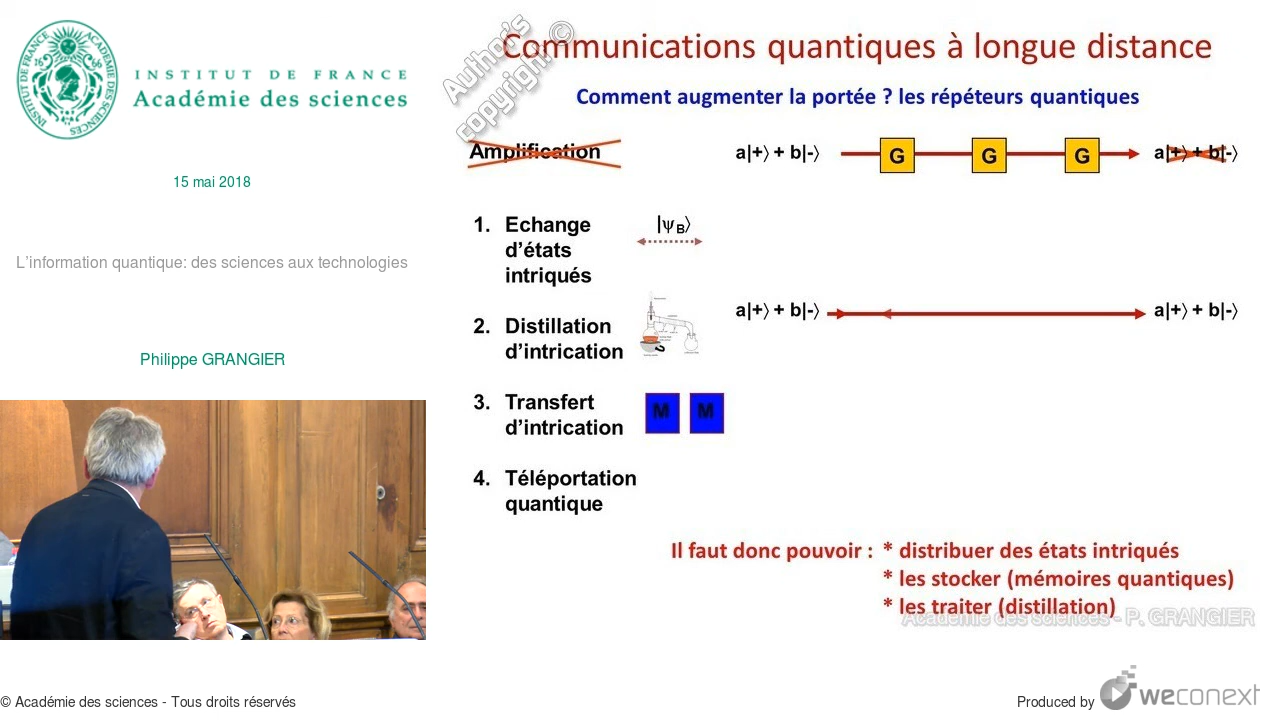 INSTITUT DE FRANCE
Académie des sciences
15 mai 2018
L'information quantique: des sciences aux technologies
Philippe GRANGIER
Author's copyright ©
Communications quantiques à longue distance
Comment augmenter la portée ? les répéteurs quantiques
Amplification
a|+⟩ + b|-⟩
G G G
a|+⟩ + b|-⟩
1. Echange
d'états
intriqués
|ψB⟩
2. Distillation
d'intrication
a|+⟩ + b|-⟩
a|+⟩ + b|-⟩
3. Transfert
d'intrication
M M
4. Téléportation
quantique
Il faut donc pouvoir : * distribuer des états intriqués
* les stocker (mémoires quantiques)
* les traiter (distillation)
Académie des sciences - P. GRANGIER
© Académie des sciences - Tous droits réservés
Produced by weconext